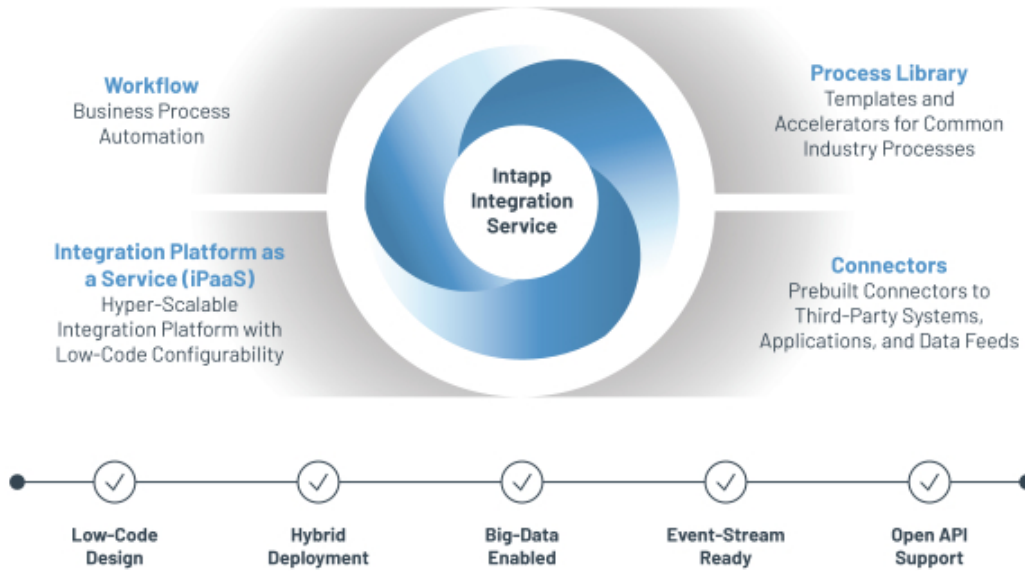 Workflow
Business Process
Automation
Process Library
Templates and
Accelerators for Common
Industry Processes
Intapp
Integration
Service
Integration Platform as
a Service (iPaaS)
Hyper-Scalable
Integration Platform with
Low-Code Configurability
Connectors
Prebuilt Connectors to
Third-Party Systems,
Applications, and Data Feeds
Low-Code
Design
Hybrid
Deployment
Big-Data
Enabled
Event-Stream
Ready
Open API
Support